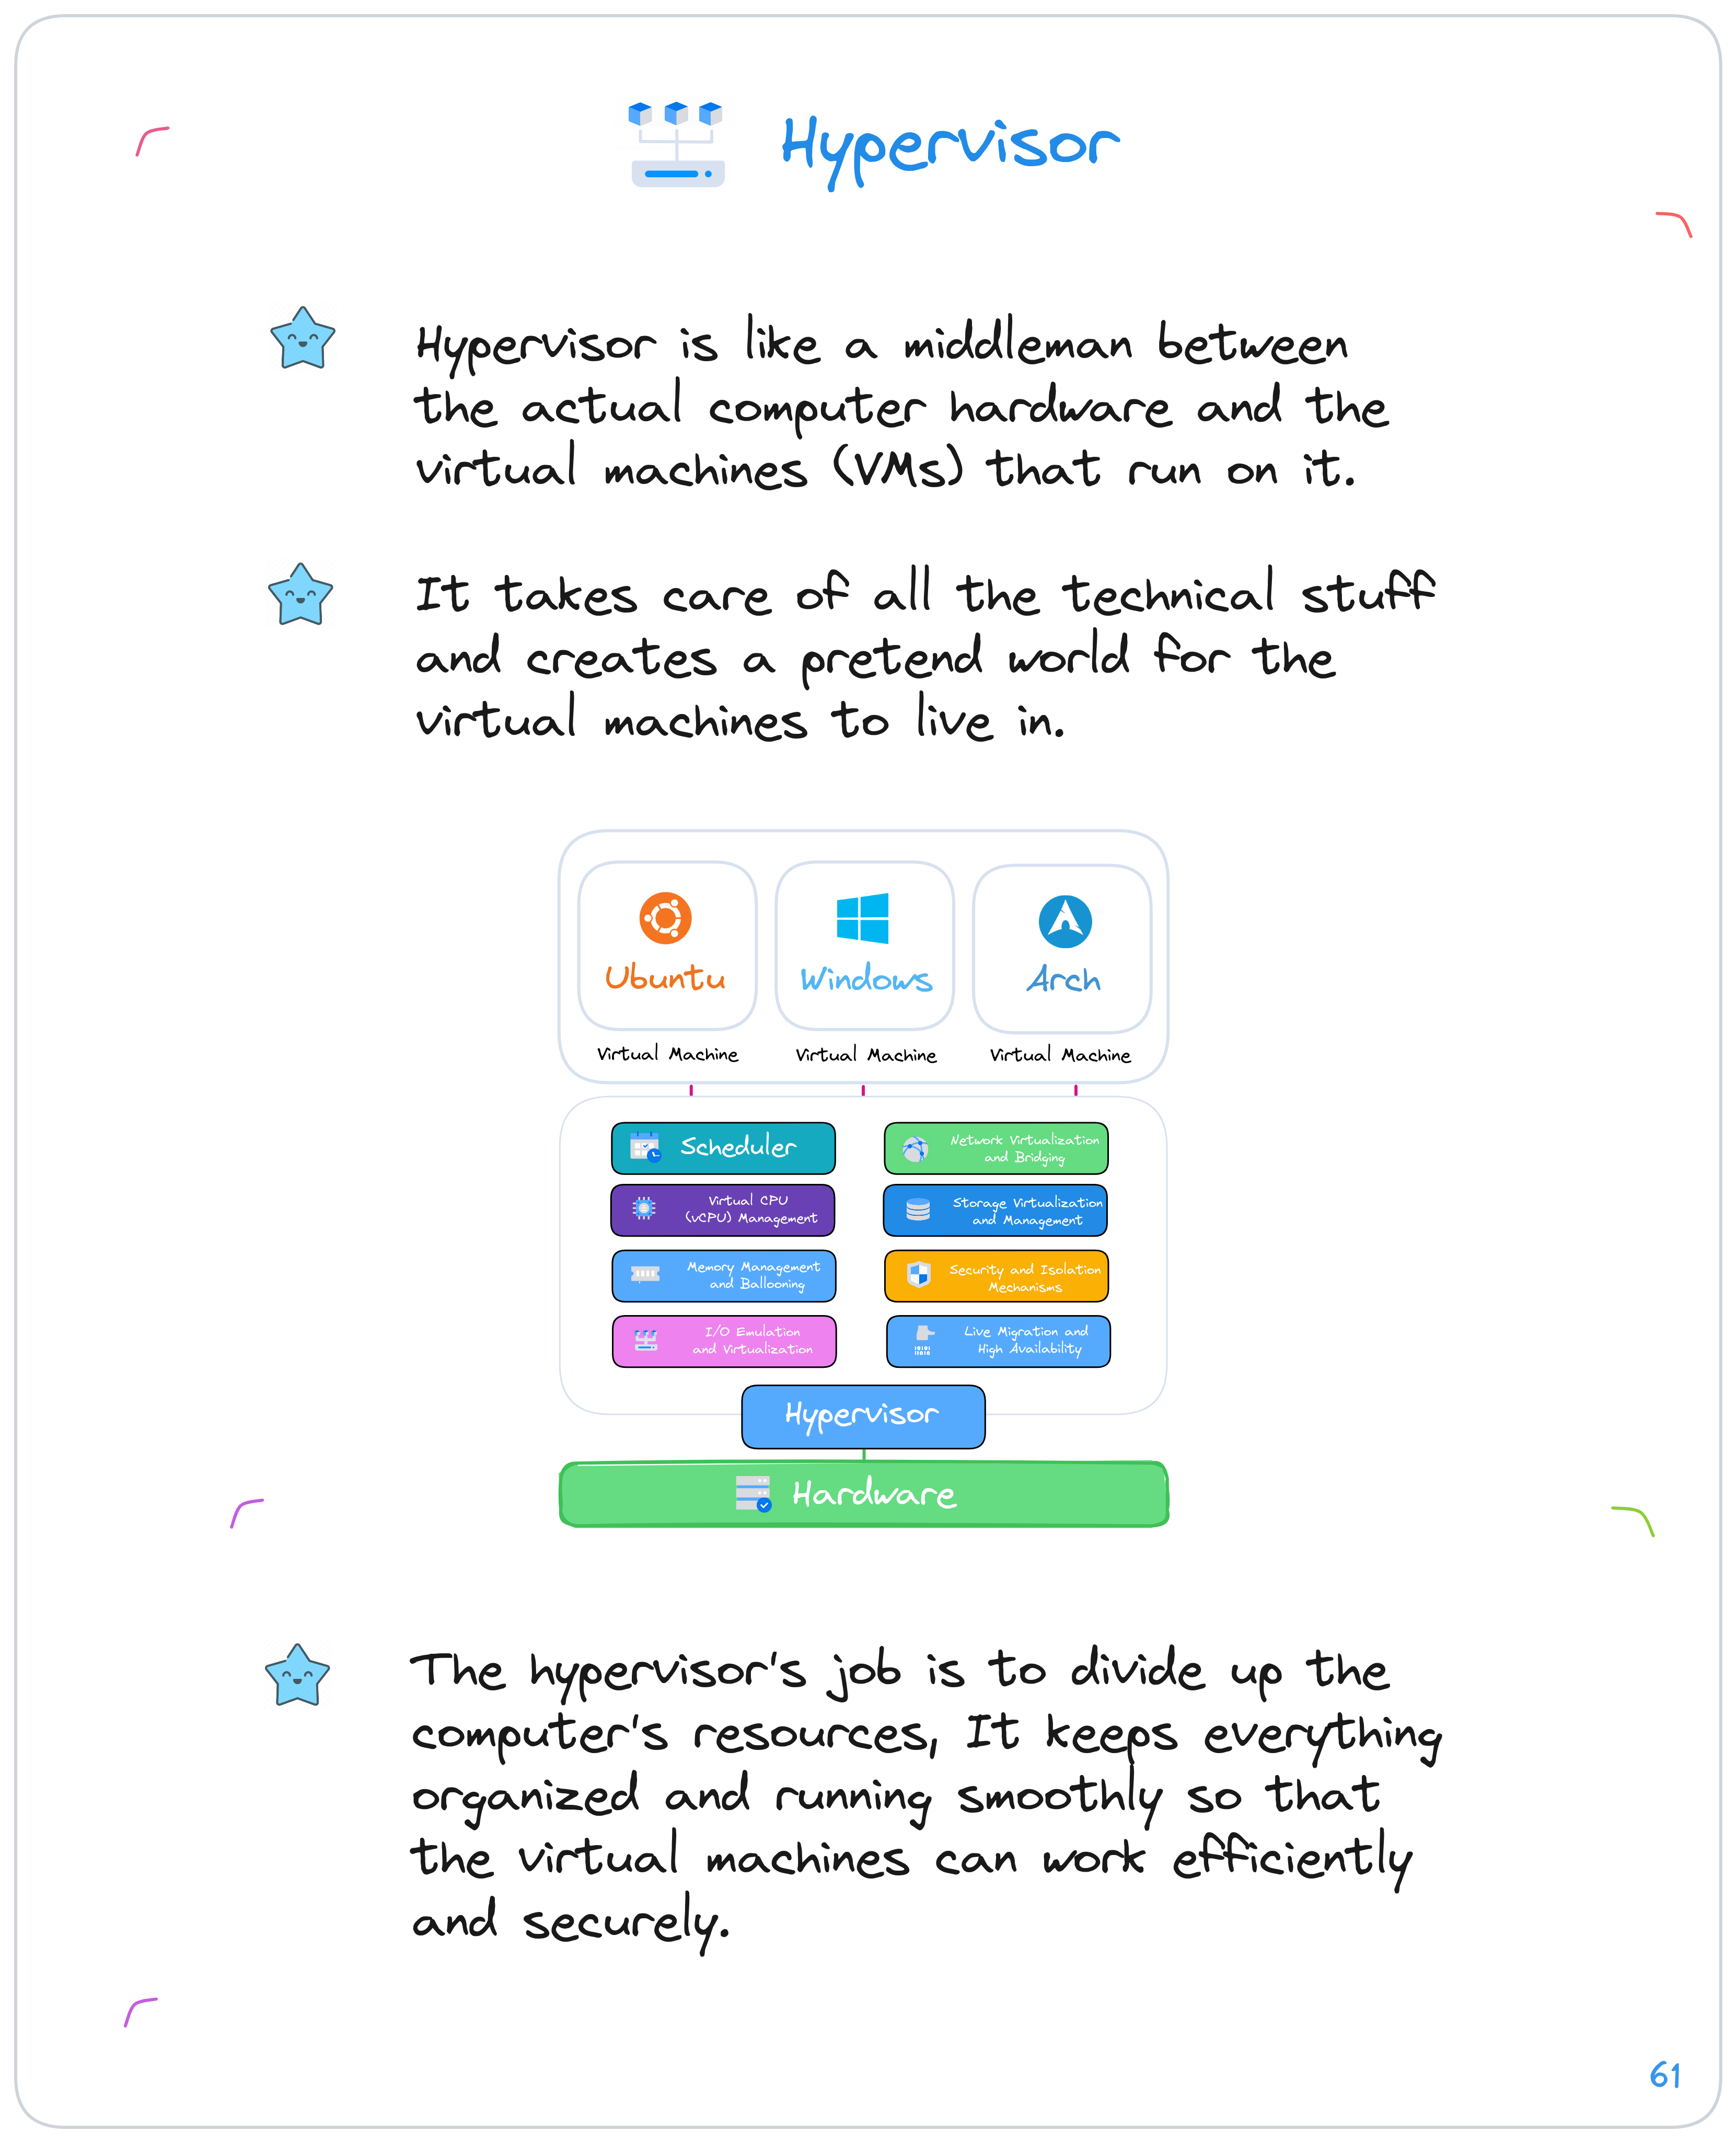 Hypervisor
Hypervisor is like a middleman between
the actual computer hardware and the
virtual machines (VMs) that run on it.
It takes care of all the technical stuff
and creates a pretend world for the
virtual machines to live in.
Ubuntu
Windows
Arch
Virtual Machine
Virtual Machine
Virtual Machine
Scheduler
Network Virtualization
and Bridging
Virtual CPU
(vCPU) Management
Storage Virtualization
and Management
Memory Management
and Ballooning
Security and Isolation
Mechanisms
I/O Emulation
and Virtualization
Live Migration and
High Availability
Hypervisor
Hardware
The hypervisor's job is to divide up the
computer's resources, It keeps everything
organized and running smoothly so that
the virtual machines can work efficiently
and securely.
61